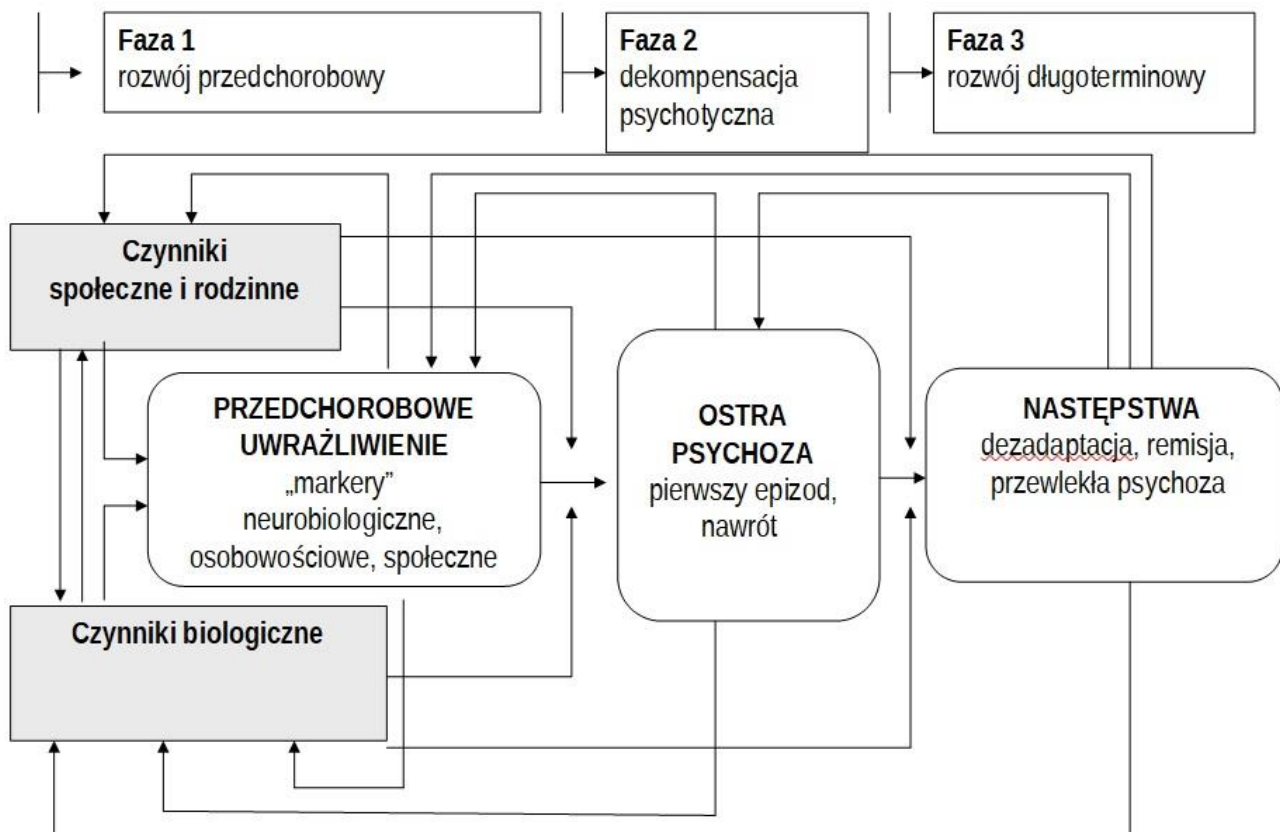 Faza 1
rozwój przedchorobowy
Faza 2
dekompensacja
psychotyczna
Faza 3
rozwój długoterminowy
Czynniki
społeczne i rodzinne
PRZEDCHOROBOWE
UWRAŻLIWIENIE
„markery”
neurobiologiczne,
osobowościowe, społeczne
OSTRA
PSYCHOZA
pierwszy epizod,
nawrót
NASTĘPSTWA
dezadaptacja, remisja,
przewlekła psychoza
Czynniki biologiczne